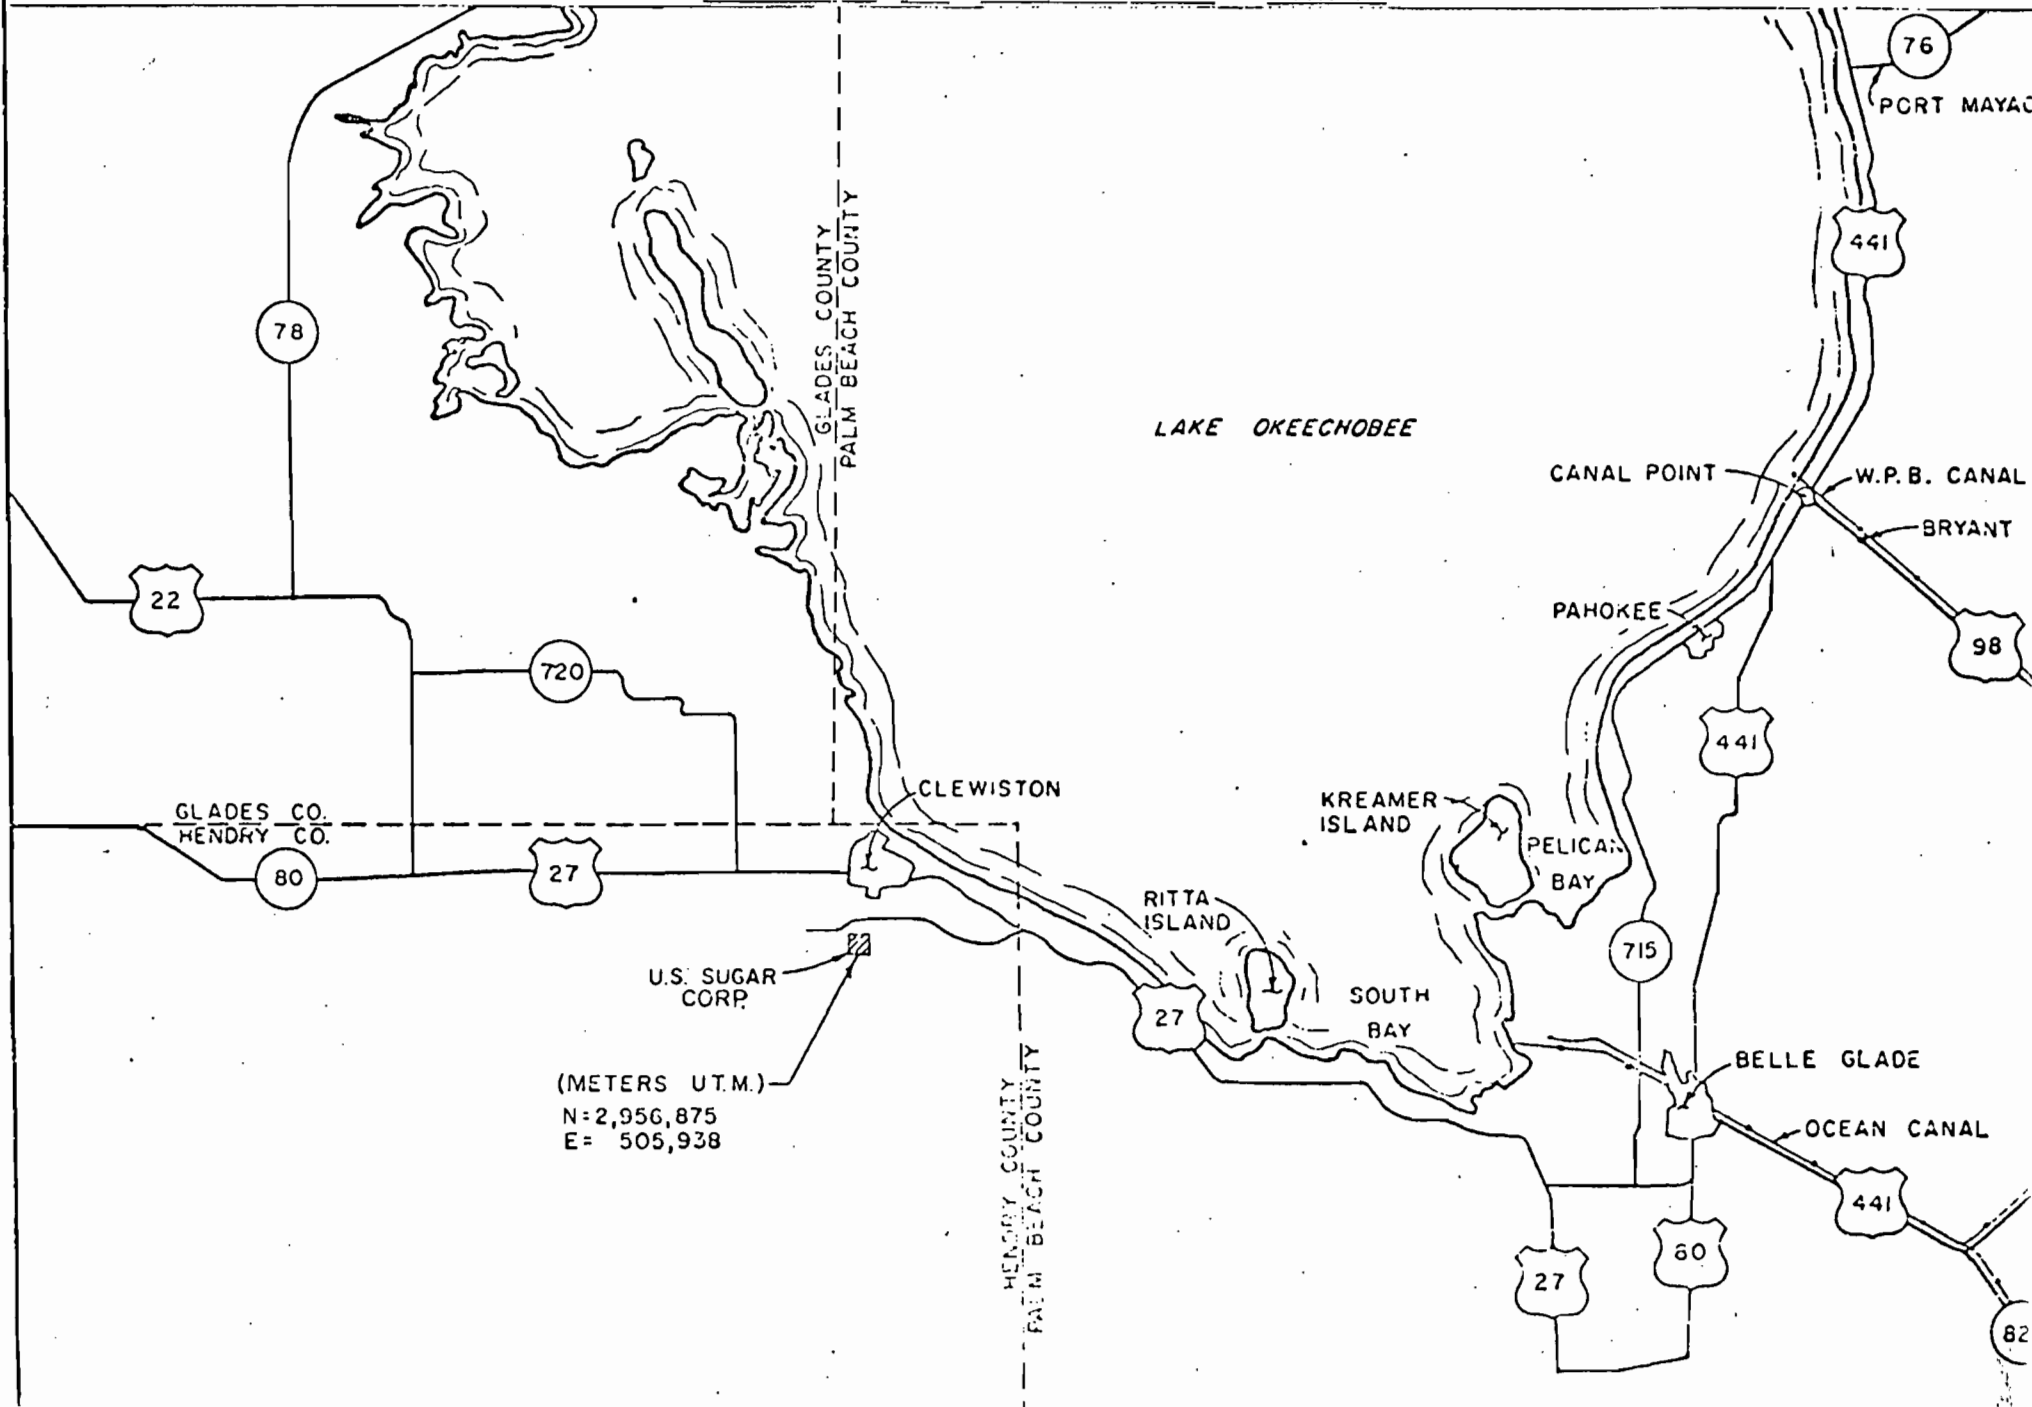 76
PORT MAYAC
441
GLADES COUNTY
PALM BEACH COUNTY
78
LAKE OKEECHOBEE
CANAL POINT
W.P.B. CANAL
BRYANT
22
PAHOKEE
98
720
441
CLEWISTON
GLADES CO.
HENDRY CO.
KREAMER
ISLAND
PELICAN
BAY
80
27
RITTA
ISLAND
715
U.S. SUGAR
CORP.
SOUTH
BAY
27
(METERS U.T.M.)
N=2,956,875
E= 505,938
HENDRY COUNTY
PALM BEACH COUNTY
BELLE GLADE
OCEAN CANAL
441
27
80
82